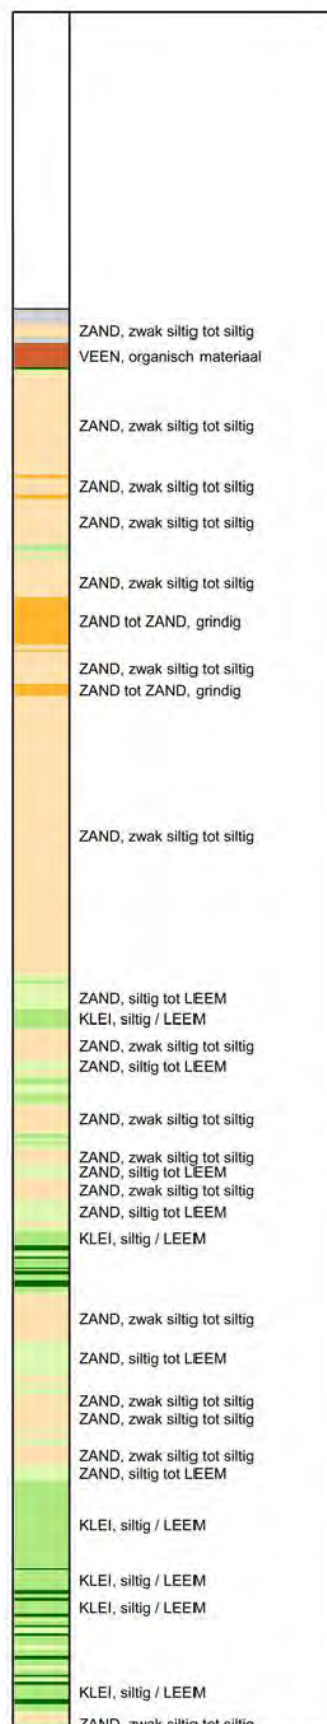 ZAND, zwak siltig tot siltig
VEEN, organisch materiaal
ZAND, zwak siltig tot siltig
ZAND, zwak siltig tot siltig
ZAND, zwak siltig tot siltig
ZAND, zwak siltig tot siltig
ZAND tot ZAND, grindig
ZAND, zwak siltig tot siltig
ZAND tot ZAND, grindig
ZAND, zwak siltig tot siltig
ZAND, siltig tot LEEM
KLEI, siltig / LEEM
ZAND, zwak siltig tot siltig
ZAND, siltig tot LEEM
ZAND, zwak siltig tot siltig
ZAND, zwak siltig tot siltig
ZAND, siltig tot LEEM
ZAND, zwak siltig tot siltig
ZAND, siltig tot LEEM
KLEI, siltig / LEEM
ZAND, zwak siltig tot siltig
ZAND, siltig tot LEEM
ZAND, zwak siltig tot siltig
ZAND, zwak siltig tot siltig
ZAND, zwak siltig tot siltig
ZAND, siltig tot LEEM
KLEI, siltig / LEEM
KLEI, siltig / LEEM
KLEI, siltig / LEEM
KLEI, siltig / LEEM
ZAND, zwak siltig tot siltig